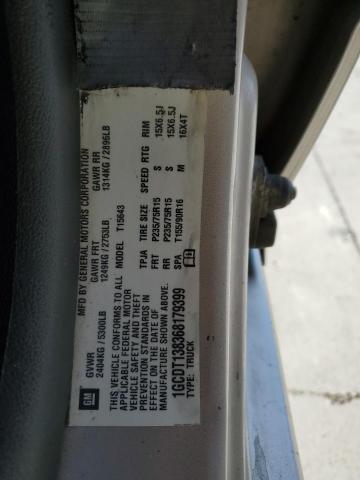 MFD BY GENERAL MOTORS CORPORATION
GVWR GAWR FRT GAWR RR
2404KG / 5300LB 1249KG / 2753LB 1314KG / 2896LB
THIS VEHICLE CONFORMS TO ALL
APPLICABLE FEDERAL MOTOR
VEHICLE SAFETY AND THEFT
PREVENTION STANDARDS IN
EFFECT ON THE DATE OF
MANUFACTURE SHOWN ABOVE.
1GCDT138368179399
TYPE: TRUCK
MODEL T15643
TPJA TIRE SIZE SPEED RTG RIM
FRT P235/75R15 S 15X6.5J
RR P235/75R15 S 15X6.5J
SPA T155/90R16 M 16X4T
GM